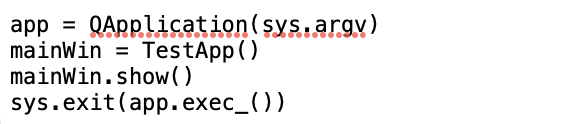 app = QApplication(sys.argv)
mainWin = TestApp()
mainWin.show()
sys.exit(app.exec_())